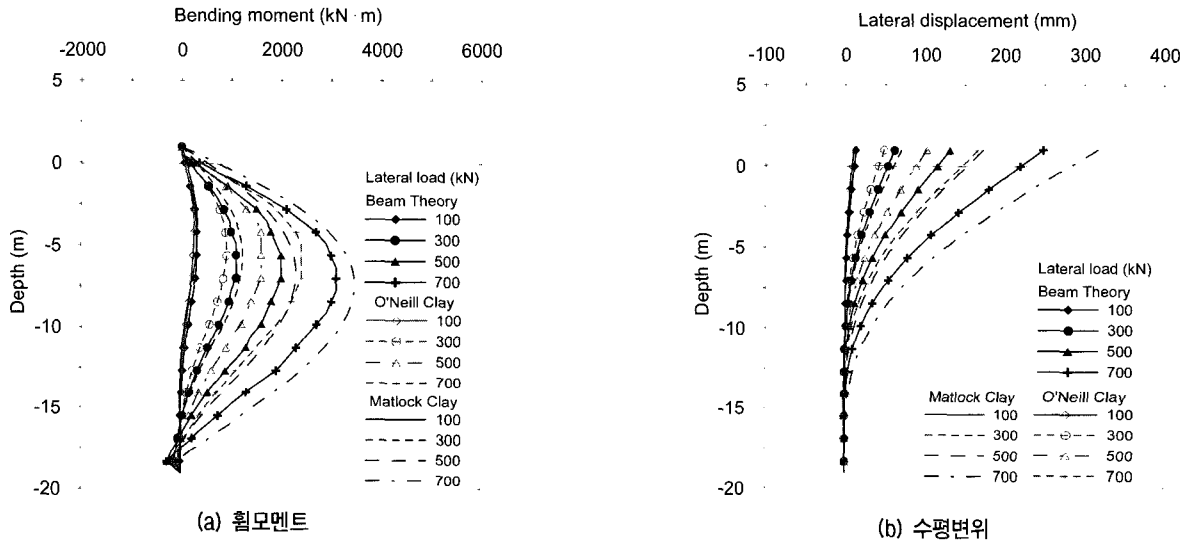 Bending moment (kN · m)
-2000 0 2000 4000 6000
5
0
-5
-10
-15
-20
Depth (m)
Lateral load (kN)
Beam Theory
100
300
500
700
O'Neill Clay
100
300
500
700
Matlock Clay
100
300
500
700
(a) 휨모멘트
Lateral displacement (mm)
-100 0 100 200 300 400
5
0
-5
-10
-15
-20
Depth (m)
Lateral load (kN)
Beam Theory
100
300
500
700
Matlock Clay O'Neill Clay
100 100
300 300
500 500
700 700
(b) 수평변위